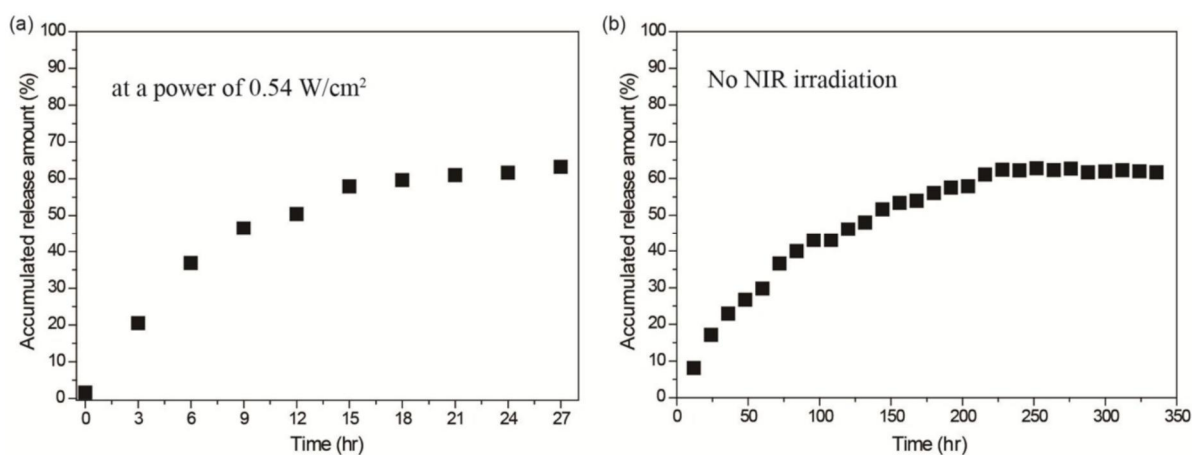 (a)
100
90
80
70
60
50
40
30
20
10
0
Accumulated release amount (%)
at a power of 0.54 W/cm²
0 3 6 9 12 15 18 21 24 27
Time (hr)
(b)
100
90
80
70
60
50
40
30
20
10
0
Accumulated release amount (%)
No NIR irradiation
0 50 100 150 200 250 300 350
Time (hr)